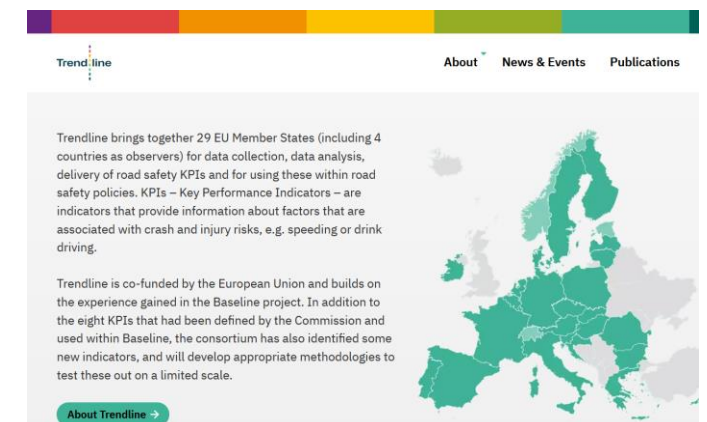 Trendline
About
News & Events
Publications
Trendline brings together 29 EU Member States (including 4
countries as observers) for data collection, data analysis,
delivery of road safety KPIs and for using these within road
safety policies. KPIs – Key Performance Indicators – are
indicators that provide information about factors that are
associated with crash and injury risks, e.g. speeding or drink
driving.
Trendline is co-funded by the European Union and builds on
the experience gained in the Baseline project. In addition to
the eight KPIs that had been defined by the Commission and
used within Baseline, the consortium has also identified some
new indicators, and will develop appropriate methodologies to
test these out on a limited scale.
About Trendline →